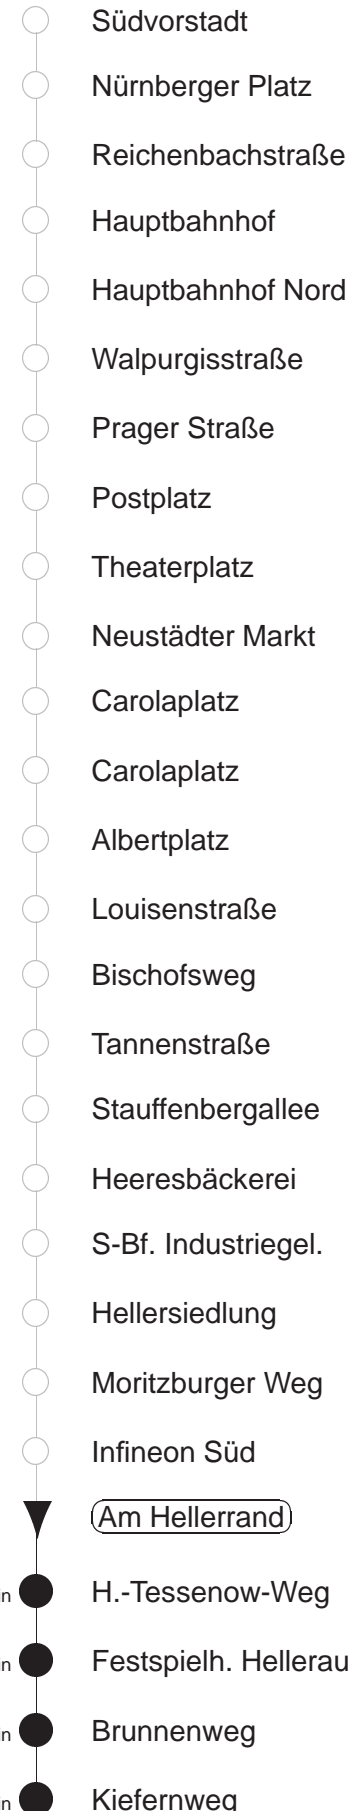 Südvorstadt
Nürnberger Platz
Reichenbachstraße
Hauptbahnhof
Hauptbahnhof Nord
Walpurgisstraße
Prager Straße
Postplatz
Theaterplatz
Neustädter Markt
Carolaplatz
Carolaplatz
Albertplatz
Louisenstraße
Bischofsweg
Tannenstraße
Stauffenbergallee
Heeresbäckerei
S-Bf. Industriegel.
Hellersiedlung
Moritzburger Weg
Infineon Süd
Am Hellerrand
H.-Tessenow-Weg
Festspielh. Hellerau
Brunnenweg
Kiefernweg